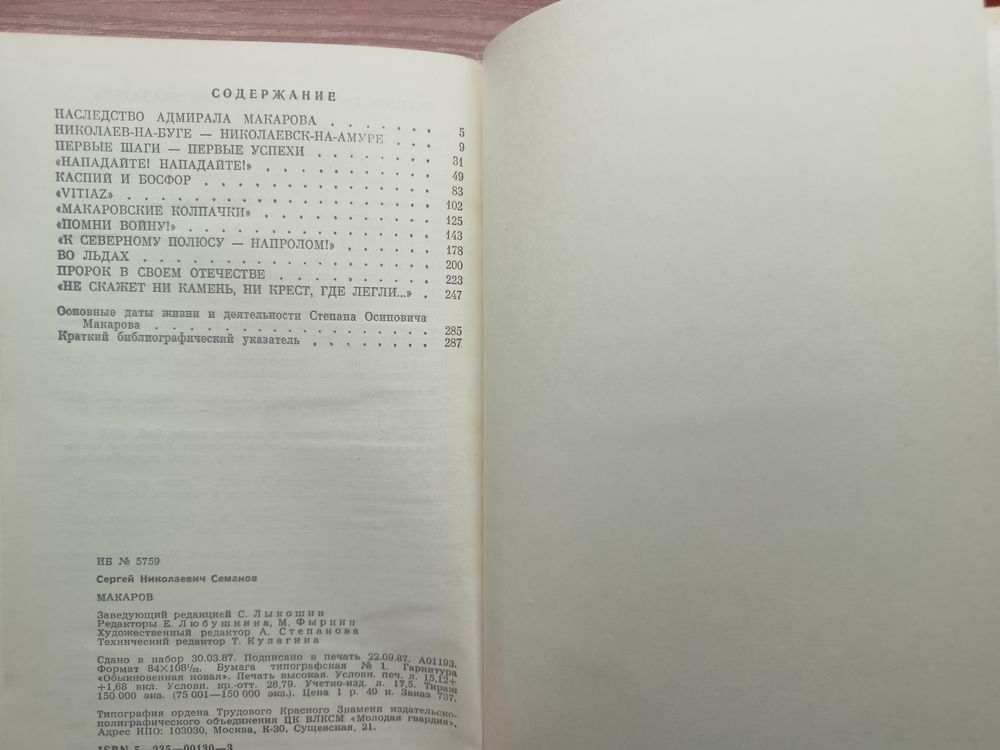 СОДЕРЖАНИЕ
НАСЛЕДСТВО АДМИРАЛА МАКАРОВА . . . . . . . 5
НИКОЛАЕВ-НА-БУГЕ — НИКОЛАЕВСК-НА-АМУРЕ . . . 9
ПЕРВЫЕ ШАГИ — ПЕРВЫЕ УСПЕХИ . . . . . . . 31
«НАПАДАЙТЕ! НАПАДАЙТЕ!» . . . . . . . . . 49
КАСПИЙ И БОСФОР . . . . . . . . . . . . 83
«VITIAZ» . . . . . . . . . . . . . . . . 102
«МАКАРОВСКИЕ КОЛПАЧКИ» . . . . . . . . . 125
«ПОМНИ ВОЙНУ!» . . . . . . . . . . . . . 143
«К СЕВЕРНОМУ ПОЛЮСУ — НАПРОЛОМ!» . . . . . 178
ВО ЛЬДАХ . . . . . . . . . . . . . . . 200
ПРОРОК В СВОЕМ ОТЕЧЕСТВЕ . . . . . . . . 223
«НЕ СКАЖЕТ НИ КАМЕНЬ, НИ КРЕСТ, ГДЕ ЛЕГЛИ...» . 247
Основные даты жизни и деятельности Степана Осиповича
Макарова . . . . . . . . . . . . . . . 285
Краткий библиографический указатель . . . . . . . 287
ИБ № 5759
Сергей Николаевич Семанов
МАКАРОВ
Заведующий редакцией С. Лыкошин
Редакторы Е. Любушкина, М. Фырнин
Художественный редактор А. Степанова
Технический редактор Т. Кулагина
Сдано в набор 30.03.87. Подписано в печать 22.09.87. А01193.
Формат 84×108¹/₃₂. Бумага типографская № 1. Гарнитура
«Обыкновенная новая». Печать высокая. Условн. печ. л. 15,12+
+1,68 вкл. Условн. кр.-отт. 28,79. Учетно-изд. л. 17,5. Тираж
150 000 экз. (75 001—150 000 экз.). Цена 1 р. 40 к. Заказ 737.
Типография ордена Трудового Красного Знамени издательско-
полиграфического объединения ЦК ВЛКСМ «Молодая гвардия».
Адрес ИПО: 103030, Москва, К-30, Сущевская, 21.
ISBN 5—235—00130—3